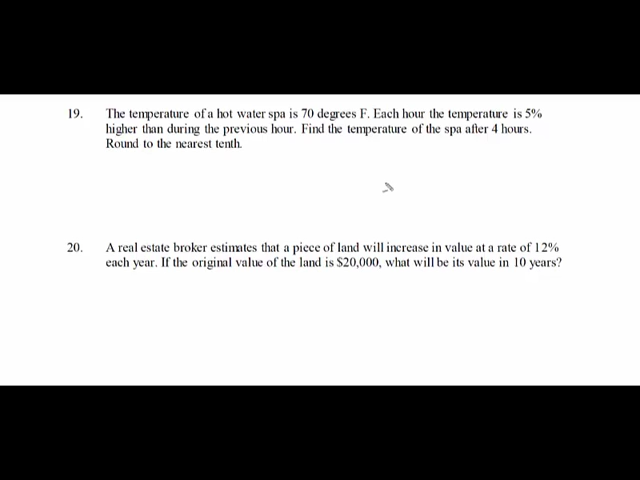 19. The temperature of a hot water spa is 70 degrees F. Each hour the temperature is 5%
higher than during the previous hour. Find the temperature of the spa after 4 hours.
Round to the nearest tenth.
20. A real estate broker estimates that a piece of land will increase in value at a rate of 12%
each year. If the original value of the land is $20,000, what will be its value in 10 years?